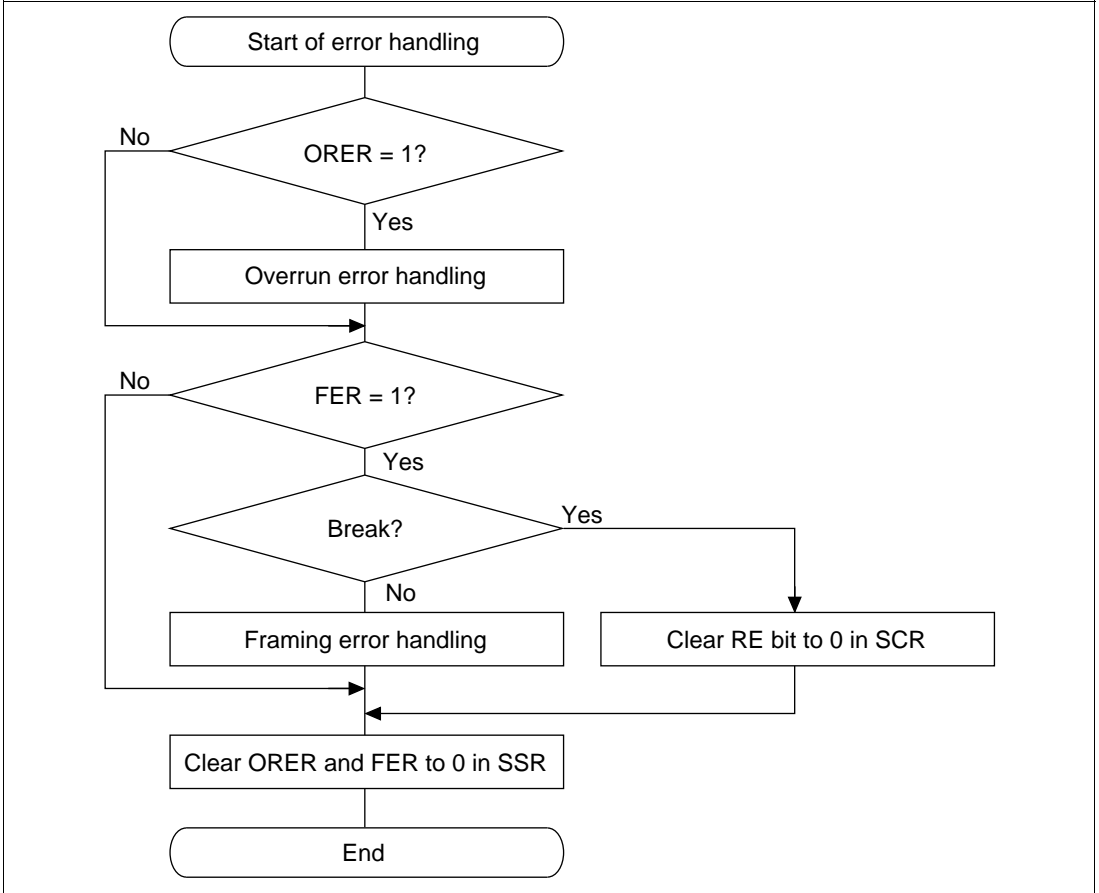 Start of error handling
No
ORER = 1?
Yes
Overrun error handling
No
FER = 1?
Yes
Break?
Yes
No
Framing error handling
Clear RE bit to 0 in SCR
Clear ORER and FER to 0 in SSR
End